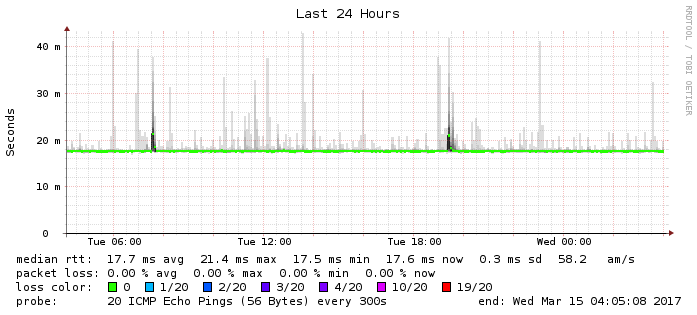 Last 24 Hours
RRDTOOL / TOBI OETIKER
Seconds
40 m
30 m
20 m
10 m
0
Tue 06:00 Tue 12:00 Tue 18:00 Wed 00:00
median rtt: 17.7 ms avg 21.4 ms max 17.5 ms min 17.6 ms now 0.3 ms sd 58.2 am/s
packet loss: 0.00 % avg 0.00 % max 0.00 % min 0.00 % now
loss color: 0 1/20 2/20 3/20 4/20 10/20 19/20
probe: 20 ICMP Echo Pings (56 Bytes) every 300s end: Wed Mar 15 04:05:08 2017